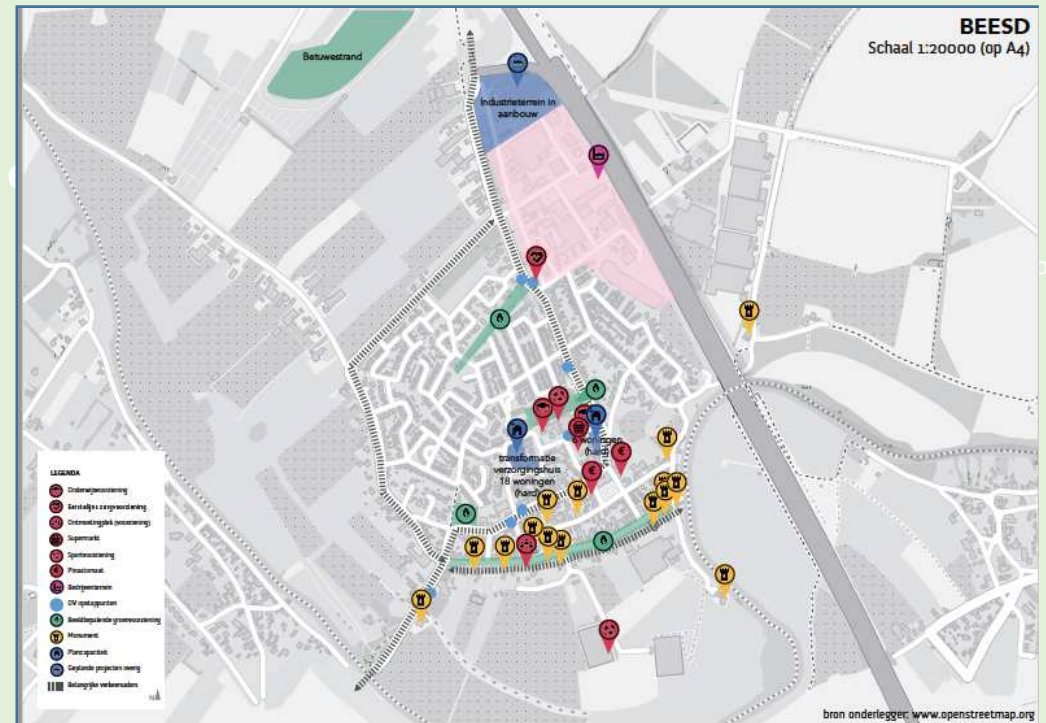 BEESD
Schaal 1:20000 (op A4)
Betuwestrand
Industrieterrein in
aanbouw
6 woningen
(hard)
transformatie
verzorgingshuis
18 woningen
(hard)
LEGENDA
Onderwijsvoorziening
Eerstelijns zorgvoorziening
Ontmoetingsplek (voorziening)
Supermarkt
Sportvoorziening
Pinautomaat
Bedrijventerrein
OV opstappunten
Beeldbepalende groenvoorziening
Monument
Plancapaciteit
Geplande projecten overig
Belangrijke verkeersaders
bron onderlegger: www.openstreetmap.org